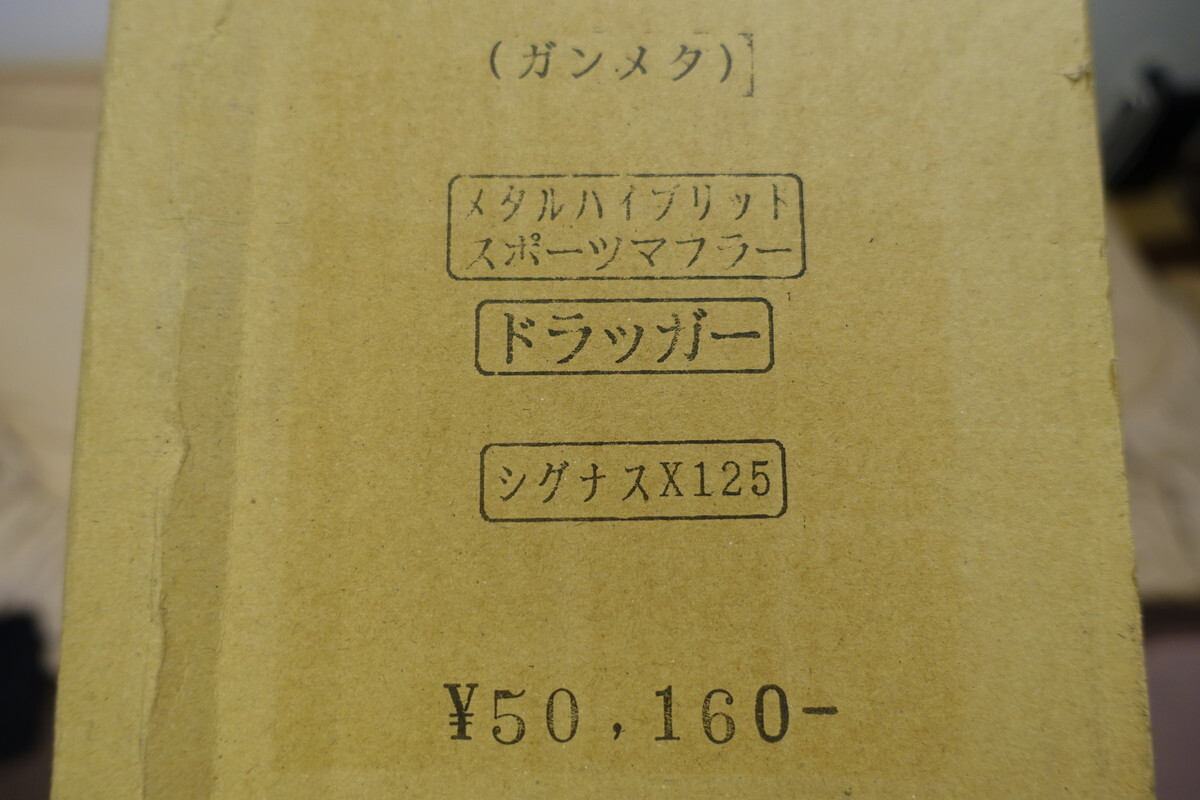 (ガンメタ)
メタルハイブリッド
スポーツマフラー
ドラッガー
シグナスX125
¥50,160-